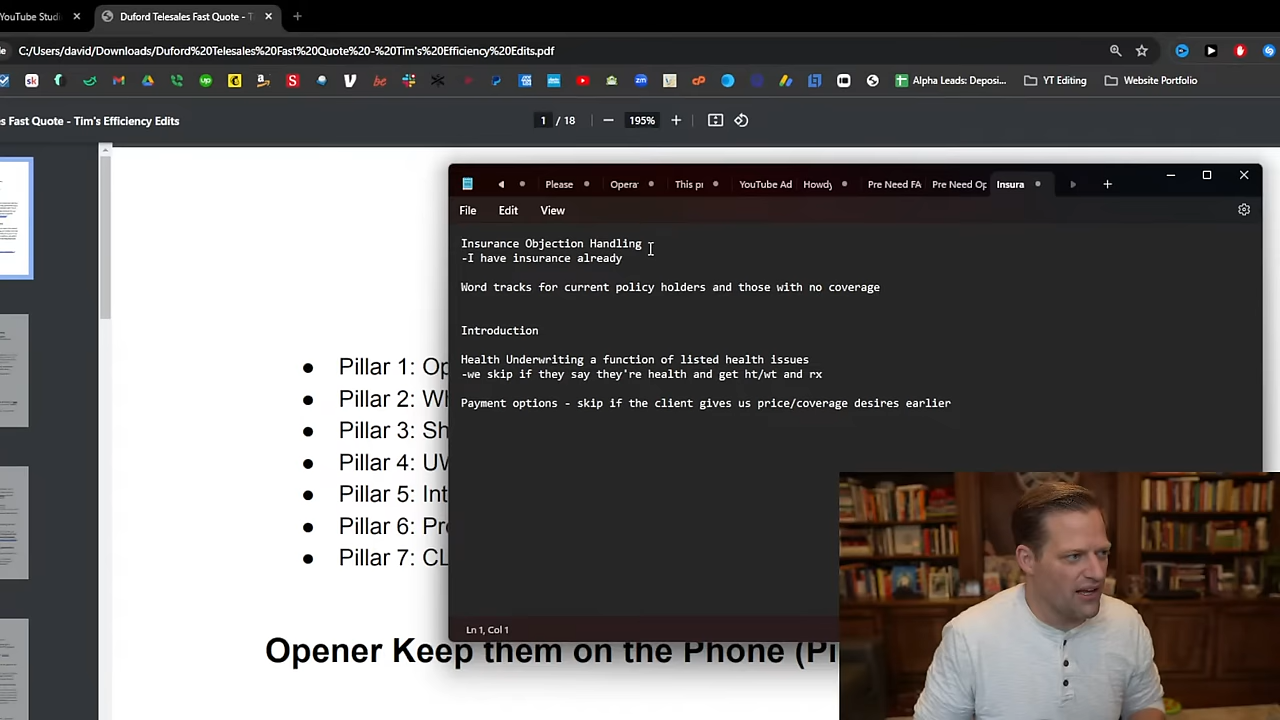 YouTube Studi
Duford Telesales Fast Quote - T
C:/Users/david/Downloads/Duford%20Telesales%20Fast%20Quote%20-%20Tim's%20Efficiency%20Edits.pdf
Alpha Leads: Deposi...
YT Editing
Website Portfolio
es Fast Quote - Tim's Efficiency Edits
1 / 18
195%
Please
Opera
This pr
YouTube Ad
Howdy
Pre Need FA
Pre Need Op
Insura
File
Edit
View
Insurance Objection Handling
-I have insurance already
Word tracks for current policy holders and those with no coverage
Introduction
Health Underwriting a function of listed health issues
-we skip if they say they're health and get ht/wt and rx
Payment options - skip if the client gives us price/coverage desires earlier
Ln 1, Col 1
Pillar 1: Op
Pillar 2: Wh
Pillar 3: Sh
Pillar 4: UW
Pillar 5: Int
Pillar 6: Pr
Pillar 7: CL
Opener Keep them on the Phone (Pi